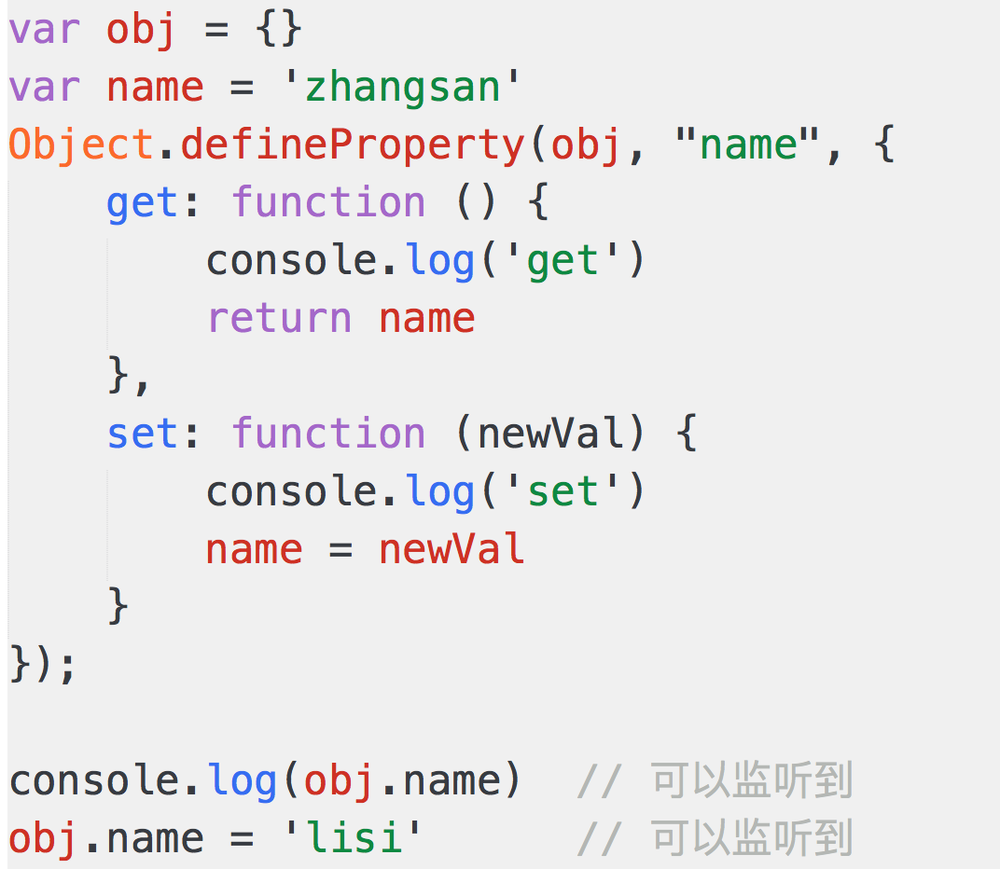 var obj = {}
var name = 'zhangsan'
Object.defineProperty(obj, "name", {
    get: function () {
        console.log('get')
        return name
    },
    set: function (newVal) {
        console.log('set')
        name = newVal
    }
});

console.log(obj.name)  // 可以监听到
obj.name = 'lisi'      // 可以监听到